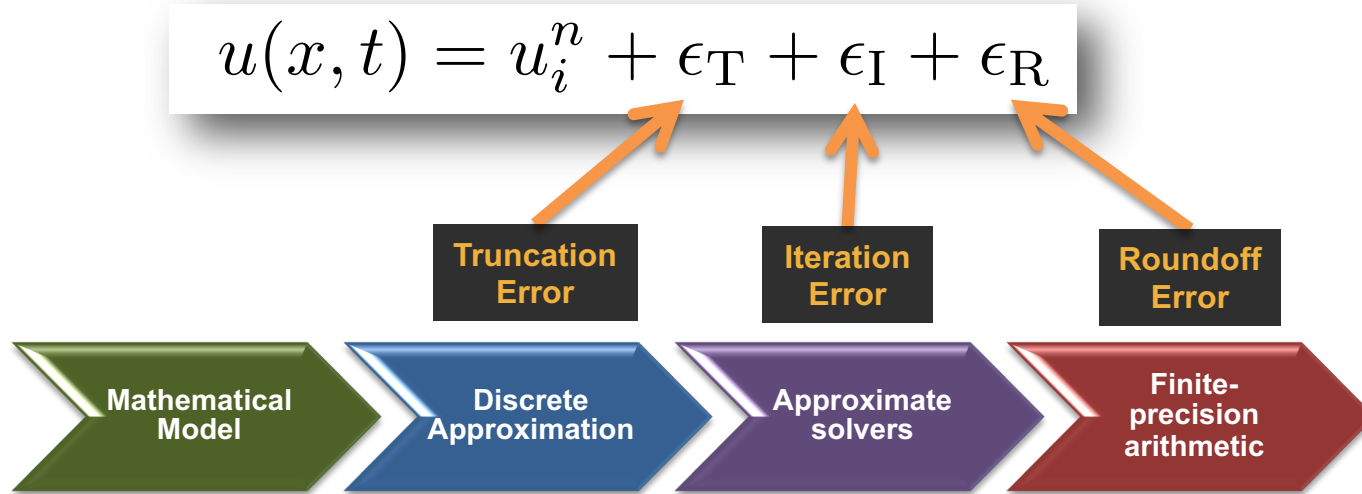 u(x, t) = u_i^n + ϵ_T + ϵ_I + ϵ_R
Truncation
Error
Iteration
Error
Roundoff
Error
Mathematical
Model
Discrete
Approximation
Approximate
solvers
Finite-
precision
arithmetic